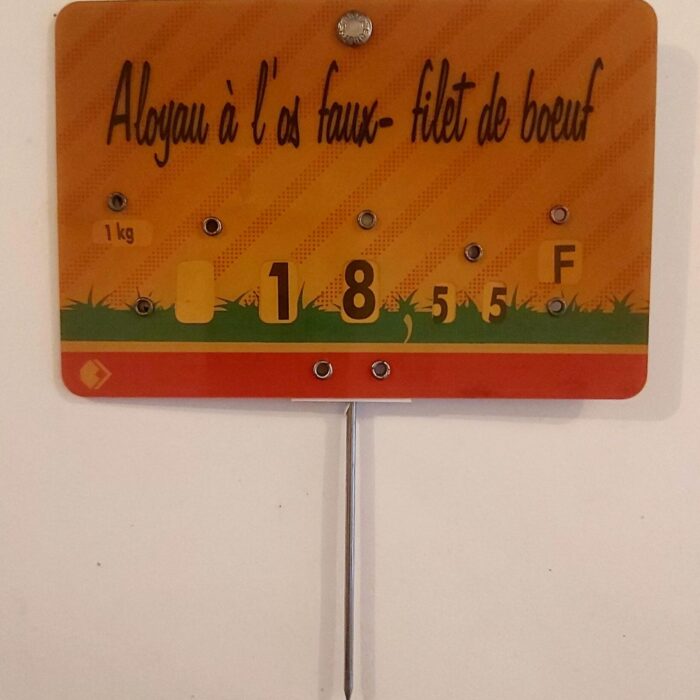 Aloyau à l'os faux- filet de boeuf
1 kg
18,55 F